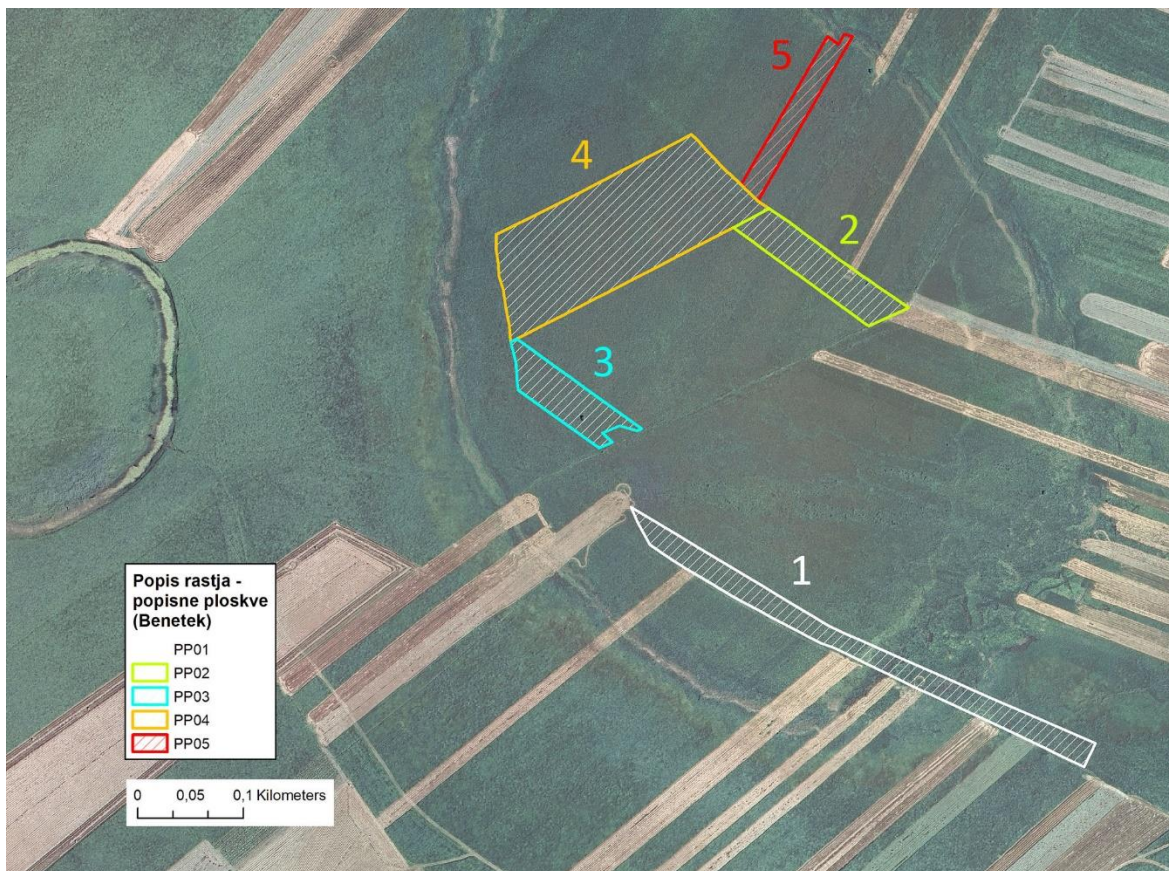 5
4
2
3
1
Popis rastja -
popisne ploskve
(Benetek)
PP01
PP02
PP03
PP04
PP05
0 0,05 0,1 Kilometers